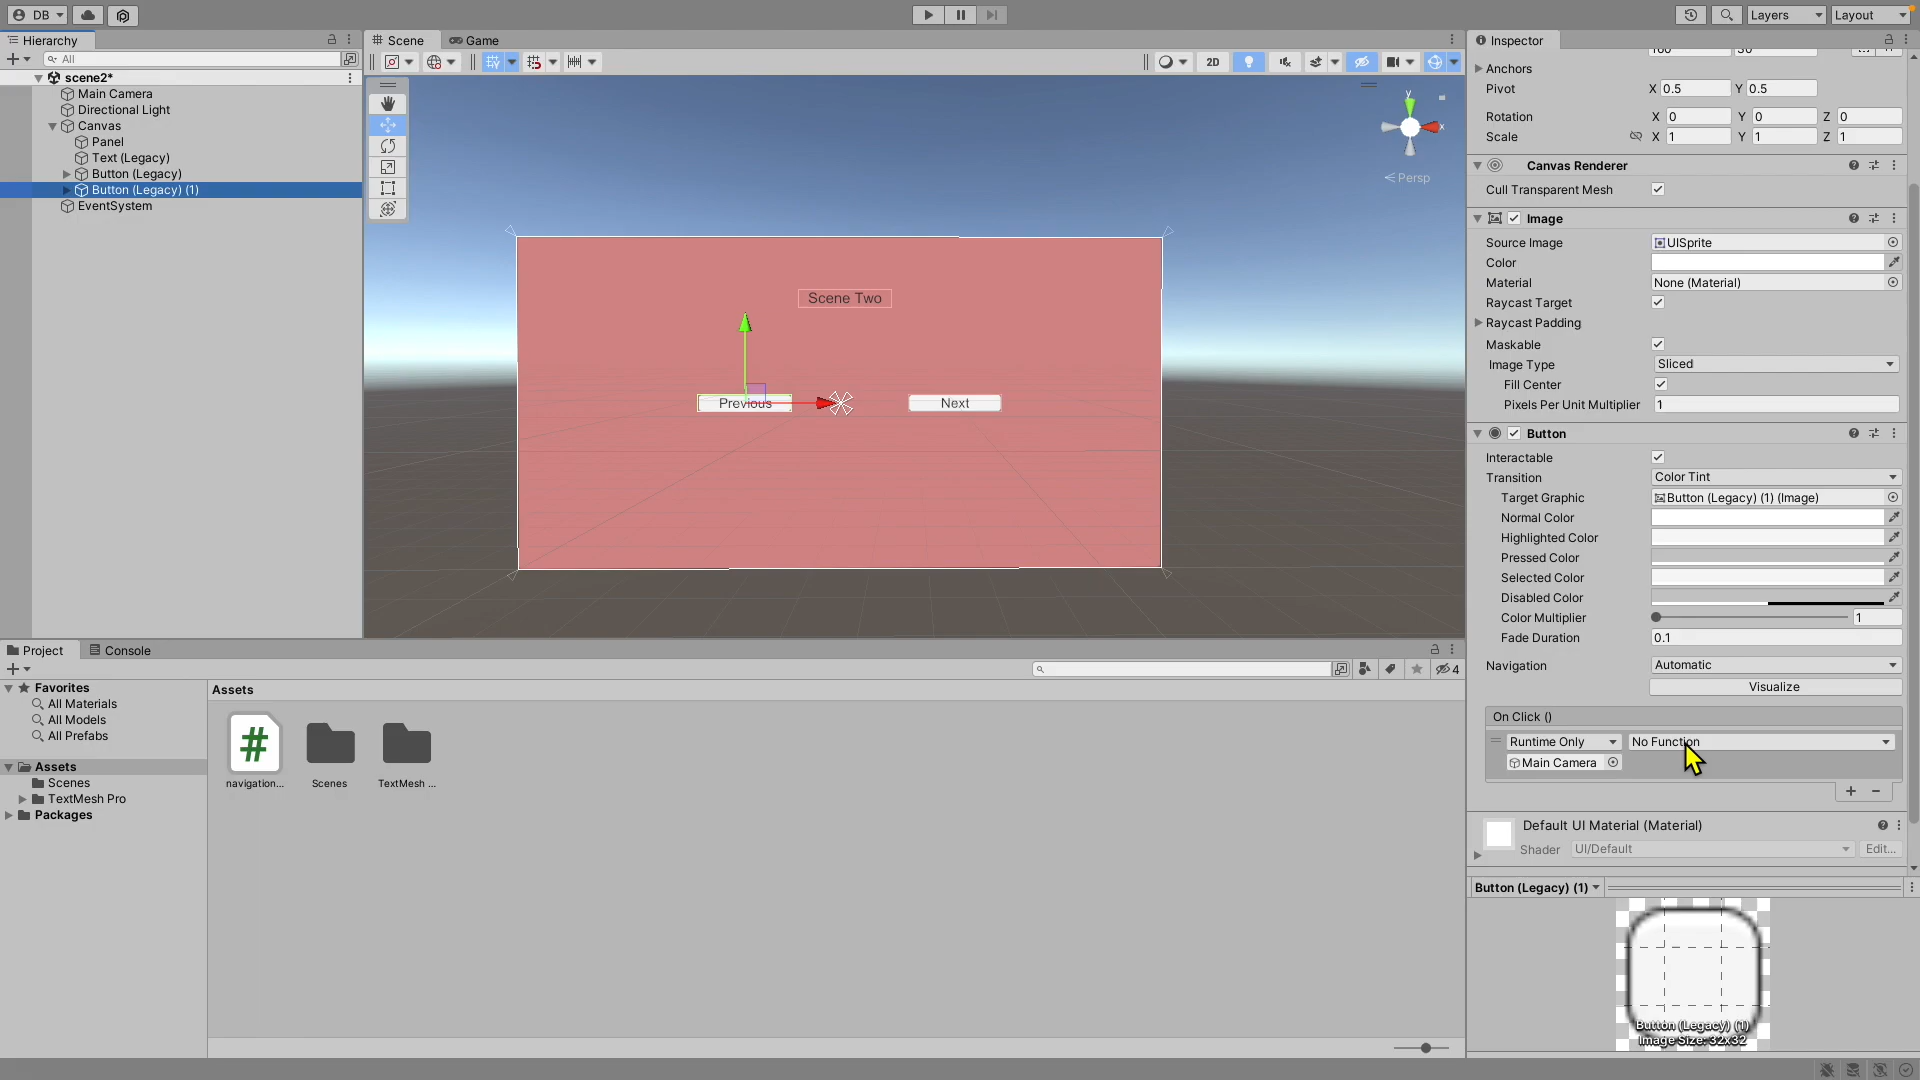 DB
Layers
Layout
Hierarchy
All
scene2*
Main Camera
Directional Light
Canvas
Panel
Text (Legacy)
Button (Legacy)
Button (Legacy) (1)
EventSystem
Scene
Game
2D
y
x
Persp
Scene Two
Previous
Next
Inspector
Anchors
Pivot X 0.5 Y 0.5
Rotation X 0 Y 0 Z 0
Scale X 1 Y 1 Z 1
Canvas Renderer
Cull Transparent Mesh
Image
Source Image UISprite
Color
Material None (Material)
Raycast Target
Raycast Padding
Maskable
Image Type Sliced
Fill Center
Pixels Per Unit Multiplier 1
Button
Interactable
Transition Color Tint
Target Graphic Button (Legacy) (1) (Image)
Normal Color
Highlighted Color
Pressed Color
Selected Color
Disabled Color
Color Multiplier 1
Fade Duration 0.1
Navigation Automatic
Visualize
On Click ()
Runtime Only No Function
Main Camera
Default UI Material (Material)
Shader UI/Default Edit...
Button (Legacy) (1)
Button (Legacy) (1)
Image Size: 32x32
Project
Console
4
Favorites
All Materials
All Models
All Prefabs
Assets
Scenes
TextMesh Pro
Packages
Assets
#
navigation...
Scenes
TextMesh ...